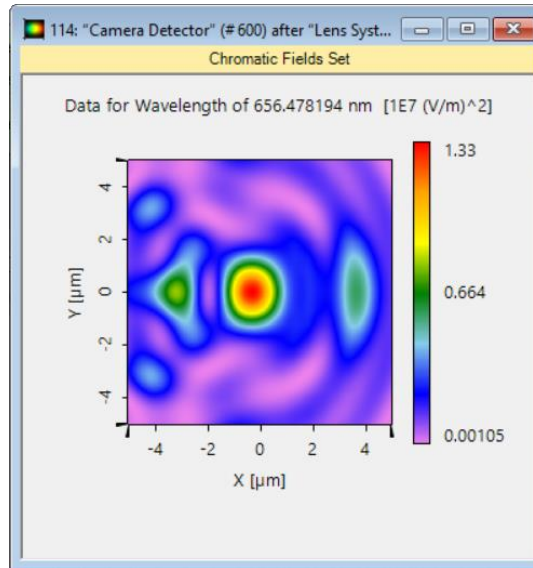 114: "Camera Detector" (# 600) after "Lens Syst...
Chromatic Fields Set
Data for Wavelength of 656.478194 nm [1E7 (V/m)^2]
1.33
0.664
0.00105
4
2
0
-2
-4
Y [µm]
-4 -2 0 2 4
X [µm]